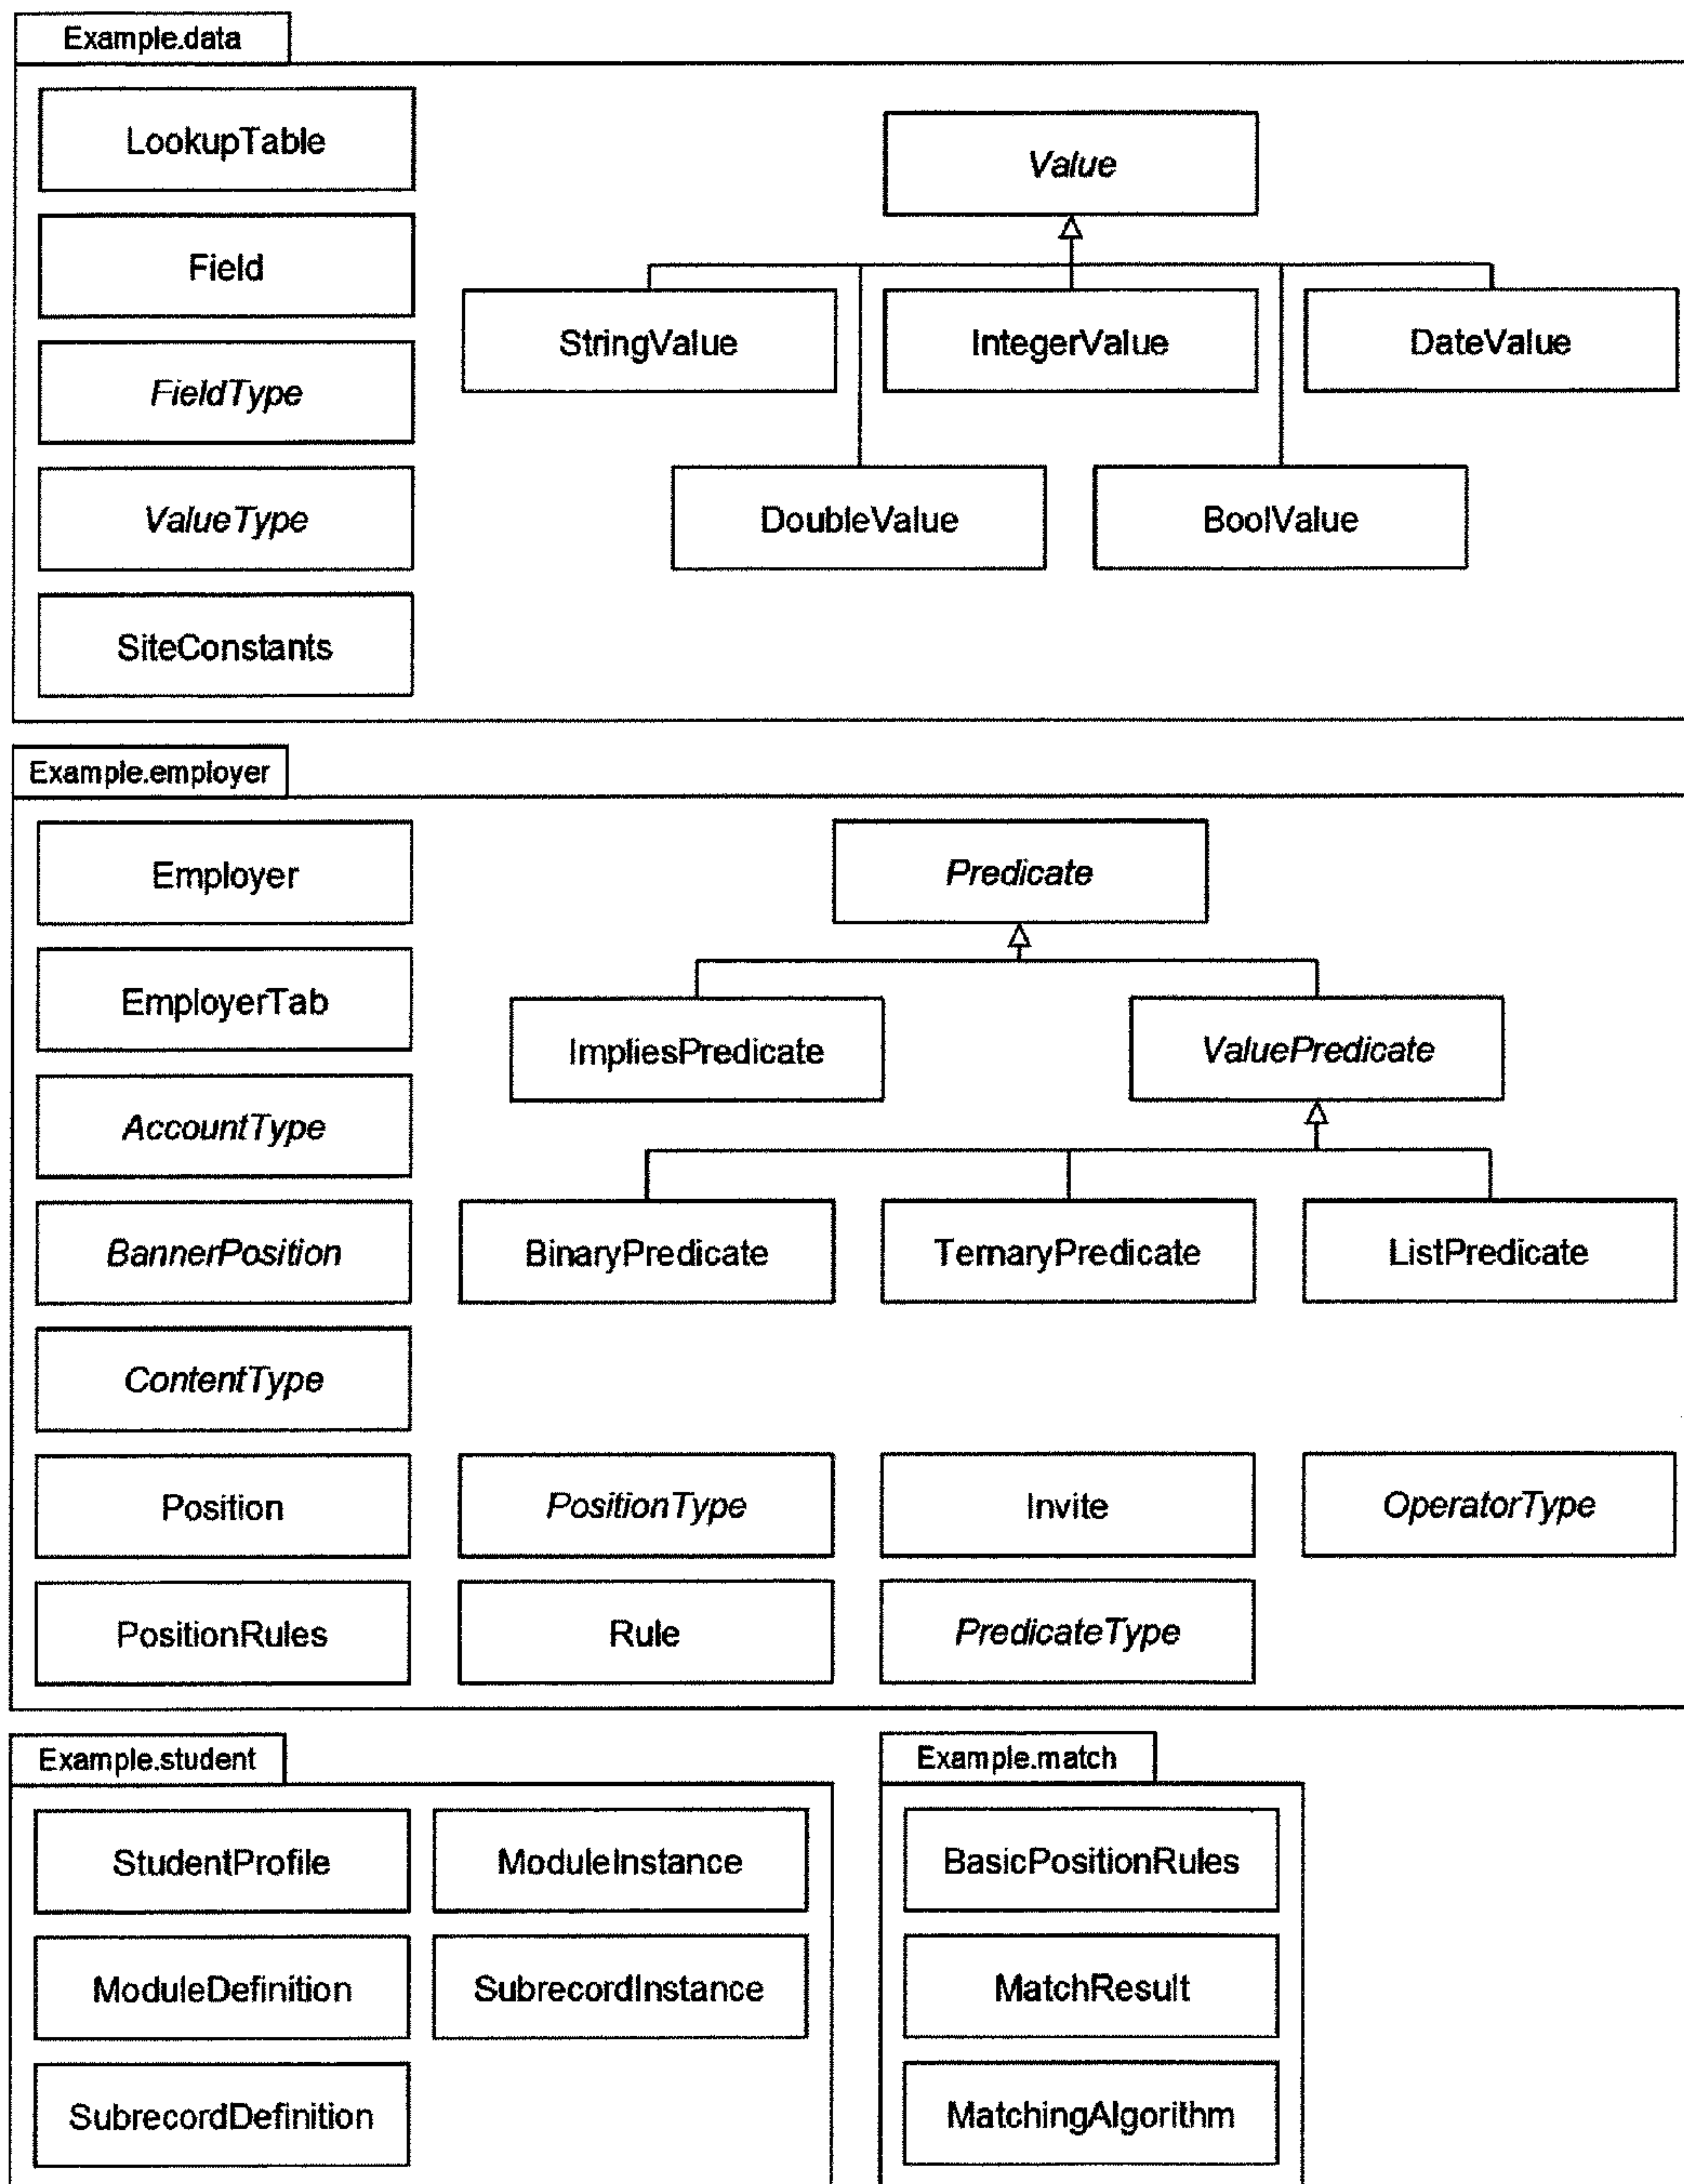 Example.data
LookupTable
Value
Field
StringValue
IntegerValue
DateValue
FieldType
ValueType
DoubleValue
BoolValue
SiteConstants
Example.employer
Employer
Predicate
EmployerTab
ImpliesPredicate
ValuePredicate
AccountType
BannerPosition
BinaryPredicate
TernaryPredicate
ListPredicate
ContentType
Position
PositionType
Invite
OperatorType
PositionRules
Rule
PredicateType
Example.student
StudentProfile
ModuleInstance
ModuleDefinition
SubrecordInstance
SubrecordDefinition
Example.match
BasicPositionRules
MatchResult
MatchingAlgorithm